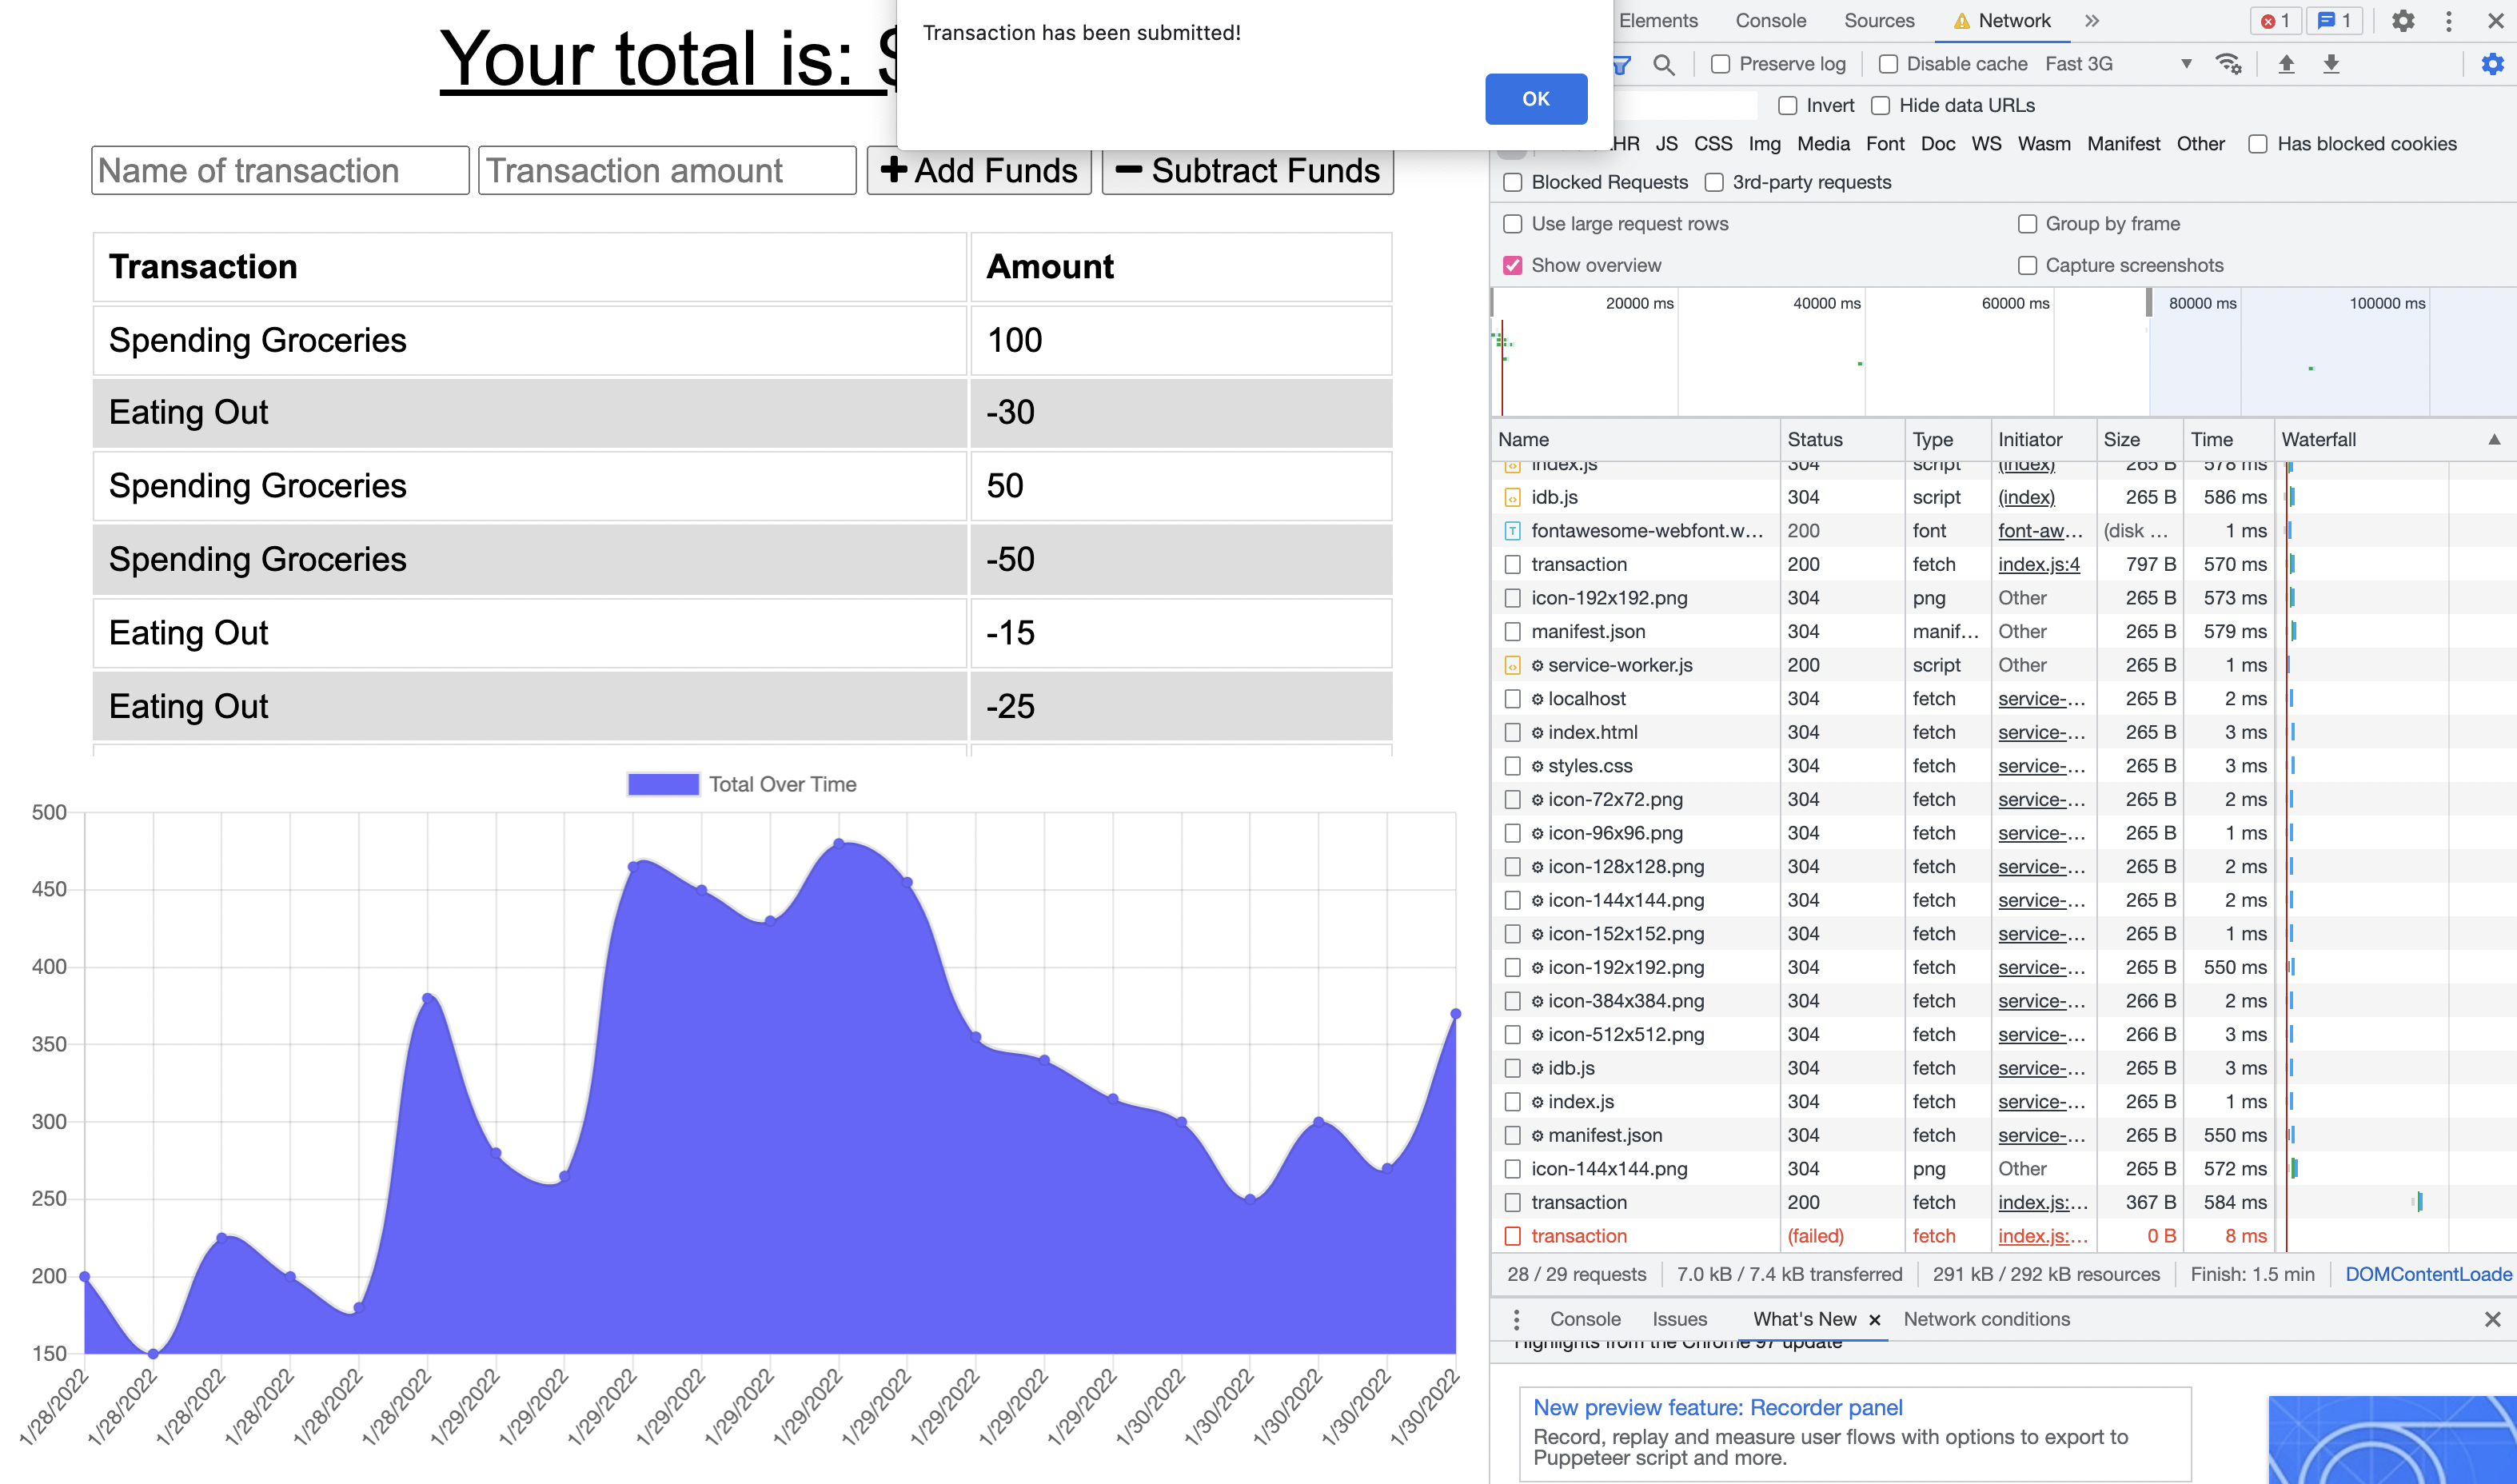 Your total is:
Transaction has been submitted!
OK
Name of transaction
Transaction amount
Add Funds
Subtract Funds
Transaction Amount
Spending Groceries 100
Eating Out -30
Spending Groceries 50
Spending Groceries -50
Eating Out -15
Eating Out -25
Total Over Time
500
450
400
350
300
250
200
150
1/28/2022
1/28/2022
1/28/2022
1/28/2022
1/28/2022
1/28/2022
1/29/2022
1/29/2022
1/29/2022
1/29/2022
1/29/2022
1/29/2022
1/29/2022
1/29/2022
1/29/2022
1/29/2022
1/30/2022
1/30/2022
1/30/2022
1/30/2022
1/30/2022
Elements Console Sources Network 1 1
Preserve log Disable cache Fast 3G
Invert Hide data URLs
HR JS CSS Img Media Font Doc WS Wasm Manifest Other Has blocked cookies
Blocked Requests 3rd-party requests
Use large request rows Group by frame
Show overview Capture screenshots
20000 ms 40000 ms 60000 ms 80000 ms 100000 ms
Name Status Type Initiator Size Time Waterfall
index.js 304 script (index) 265 B 578 ms
idb.js 304 script (index) 265 B 586 ms
fontawesome-webfont.w… 200 font font-aw… (disk … 1 ms
transaction 200 fetch index.js:4 797 B 570 ms
icon-192x192.png 304 png Other 265 B 573 ms
manifest.json 304 manif… Other 265 B 579 ms
service-worker.js 200 script Other 265 B 1 ms
localhost 304 fetch service-… 265 B 2 ms
index.html 304 fetch service-… 265 B 3 ms
styles.css 304 fetch service-… 265 B 3 ms
icon-72x72.png 304 fetch service-… 265 B 2 ms
icon-96x96.png 304 fetch service-… 265 B 1 ms
icon-128x128.png 304 fetch service-… 265 B 2 ms
icon-144x144.png 304 fetch service-… 265 B 2 ms
icon-152x152.png 304 fetch service-… 265 B 1 ms
icon-192x192.png 304 fetch service-… 265 B 550 ms
icon-384x384.png 304 fetch service-… 266 B 2 ms
icon-512x512.png 304 fetch service-… 266 B 3 ms
idb.js 304 fetch service-… 265 B 3 ms
index.js 304 fetch service-… 265 B 1 ms
manifest.json 304 fetch service-… 265 B 550 ms
icon-144x144.png 304 png Other 265 B 572 ms
transaction 200 fetch index.js:… 367 B 584 ms
transaction (failed) fetch index.js:… 0 B 8 ms
28 / 29 requests 7.0 kB / 7.4 kB transferred 291 kB / 292 kB resources Finish: 1.5 min DOMContentLoade
Console Issues What's New Network conditions
Highlights from the Chrome 97 update
New preview feature: Recorder panel
Record, replay and measure user flows with options to export to
Puppeteer script and more.